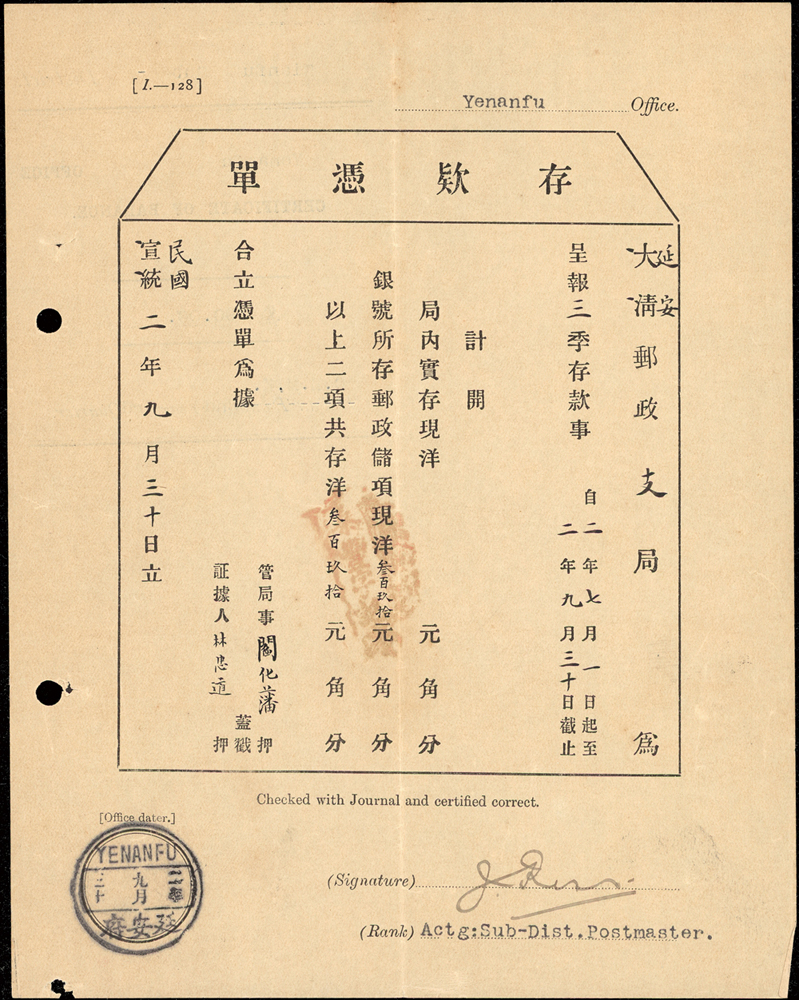 [I.—128]
Yenanfu Office.
存欵憑單
延安
大清郵政支局為
呈報三季存款事
自二年七月一日起至
二年九月三十日截止
計開
局內實存現洋 元角分
銀號所存郵政儲項現洋叁百玖拾元角分
以上二項共存洋叁百玖拾元角分
合立憑單爲據
管局事閻化藩押
蓋戳
証據人林忠道押
民國
宣統二年九月三十日立
Checked with Journal and certified correct.
[Office dater.]
YENANFU
二年
九月
三十
延安府
(Signature)
(Rank) Actg:Sub-Dist.Postmaster.